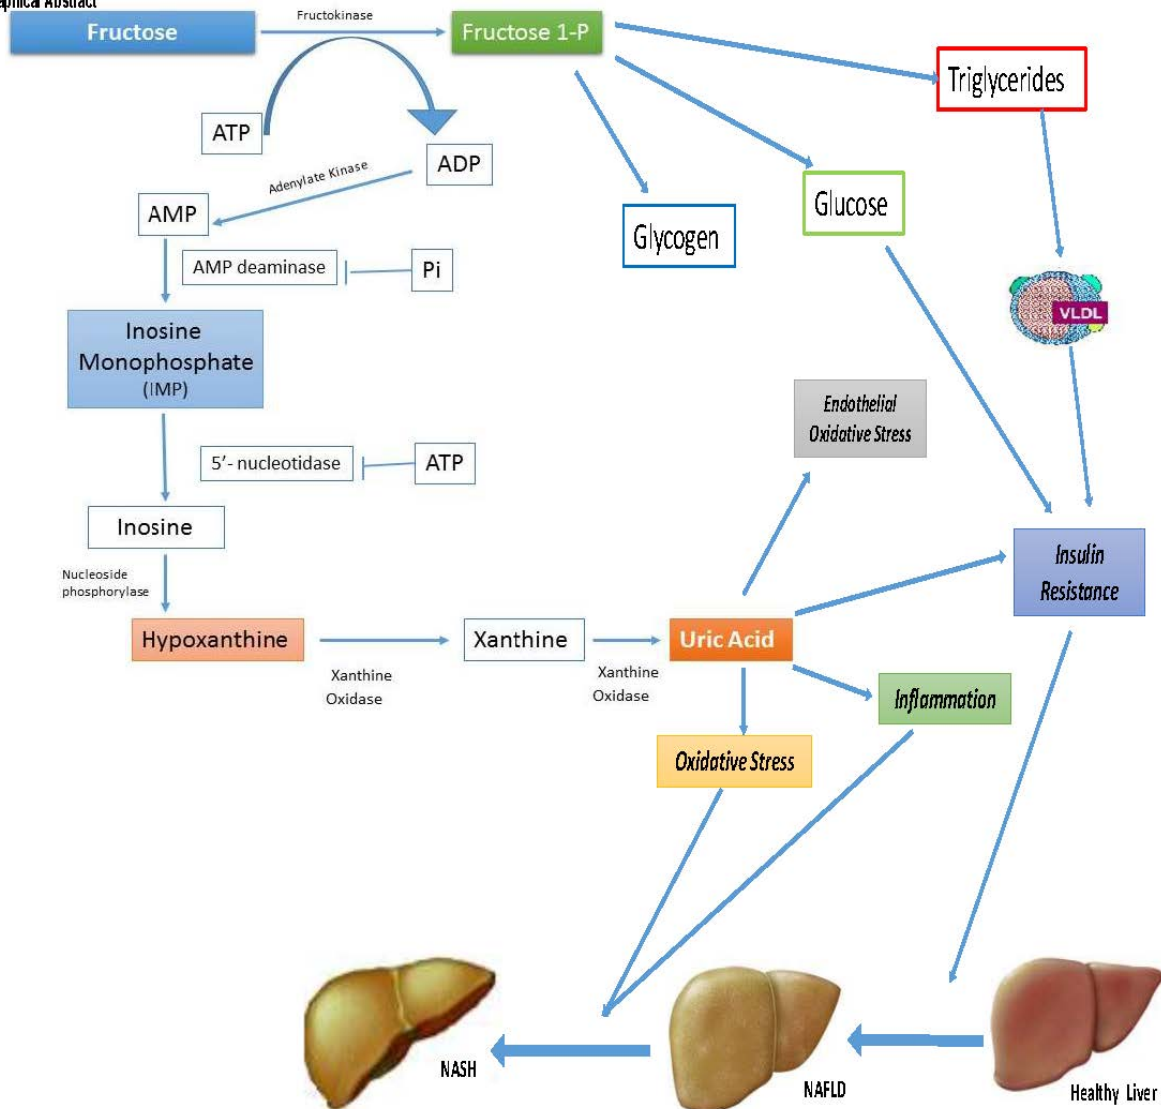 Fructose
Fructokinase
Fructose 1-P
Triglycerides
ATP
ADP
Adenylate Kinase
AMP
Glucose
Glycogen
AMP deaminase
Pi
VLDL
Inosine
Monophosphate
(IMP)
Endothelial
Oxidative Stress
5’- nucleotidase
ATP
Inosine
Insulin
Resistance
Nucleoside
phosphorylase
Hypoxanthine
Xanthine
Oxidase
Xanthine
Xanthine
Oxidase
Uric Acid
Inflammation
Oxidative Stress
NASH
NAFLD
Healthy Liver